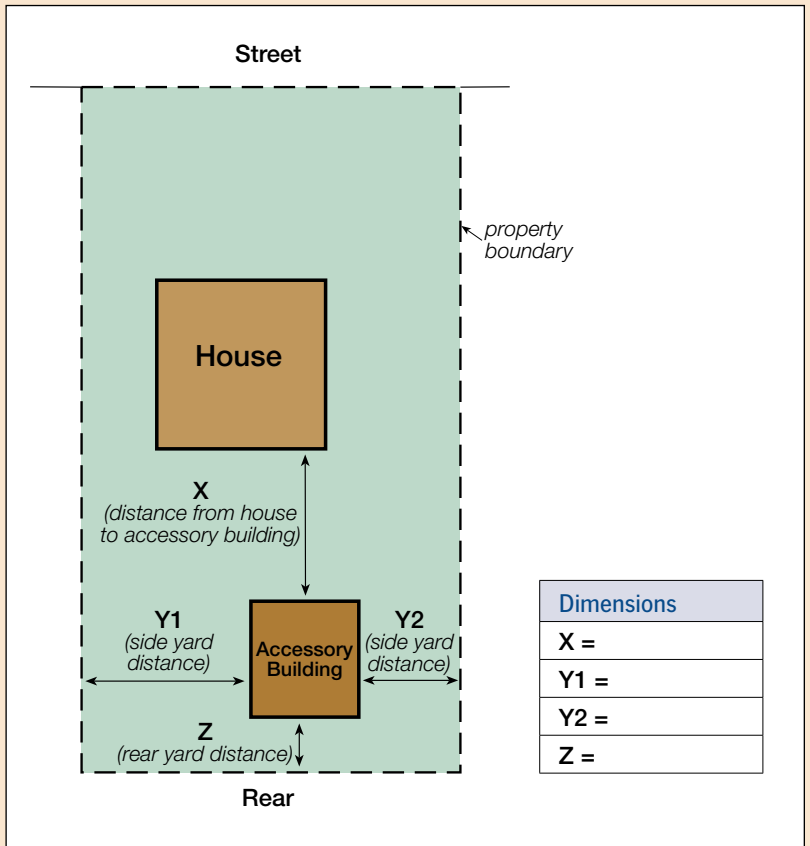 Street
property
boundary
House
X
(distance from house
to accessory building)
Y1
(side yard
distance)
Accessory
Building
Y2
(side yard
distance)
Z
(rear yard distance)
Rear
Dimensions
X =
Y1 =
Y2 =
Z =